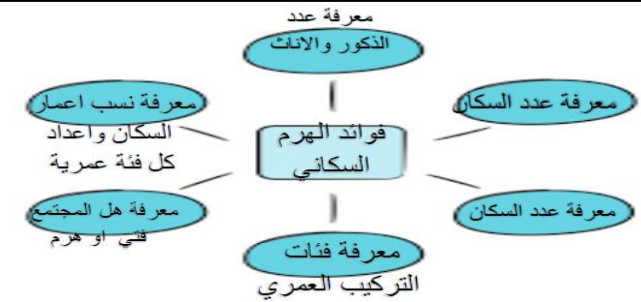 معرفة عدد
الذكور والاناث
معرفة عدد السكان
معرفة نسب اعمار
السكان واعداد
كل فئة عمرية
فوائد الهرم
السكاني
معرفة عدد السكان
معرفة هل المجتمع
فتي او هرم
معرفة فئات
التركيب العمري